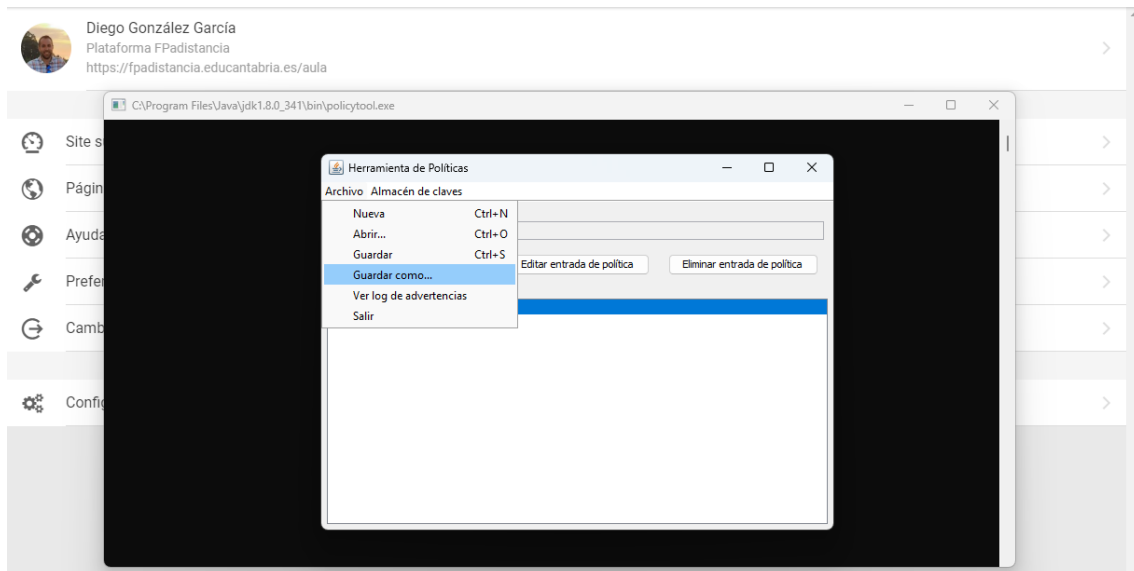 Diego González García
Plataforma FPadistancia
https://fpadistancia.educantabria.es/aula
C:\Program Files\Java\jdk1.8.0_341\bin\policytool.exe
Site s
Herramienta de Políticas
Págin
Archivo Almacén de claves
Nueva Ctrl+N
Ayuda
Abrir... Ctrl+O
Guardar Ctrl+S
Editar entrada de política Eliminar entrada de política
Prefer
Guardar como...
Ver log de advertencias
Salir
Camb
Config